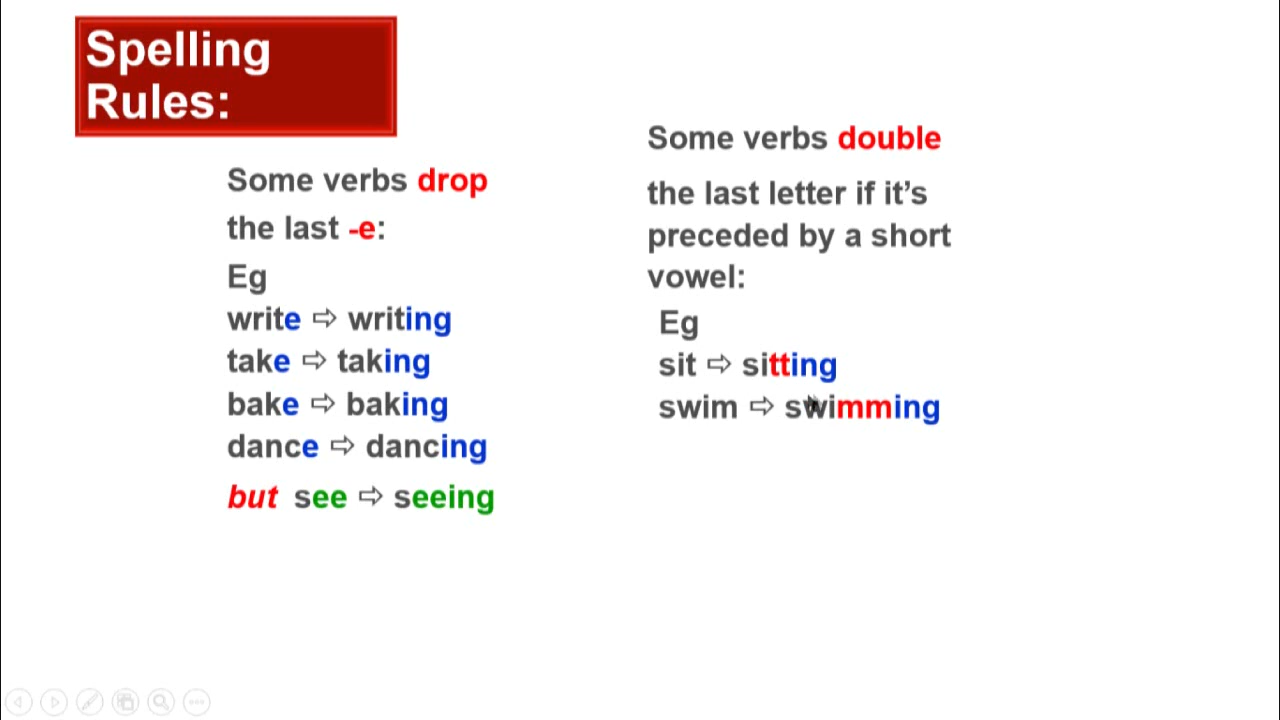 Spelling
Rules:
Some verbs drop
the last -e:
Eg
write ⇨ writing
take ⇨ taking
bake ⇨ baking
dance ⇨ dancing
but see ⇨ seeing
Some verbs double
the last letter if it’s
preceded by a short
vowel:
Eg
sit ⇨ sitting
swim ⇨ swimming